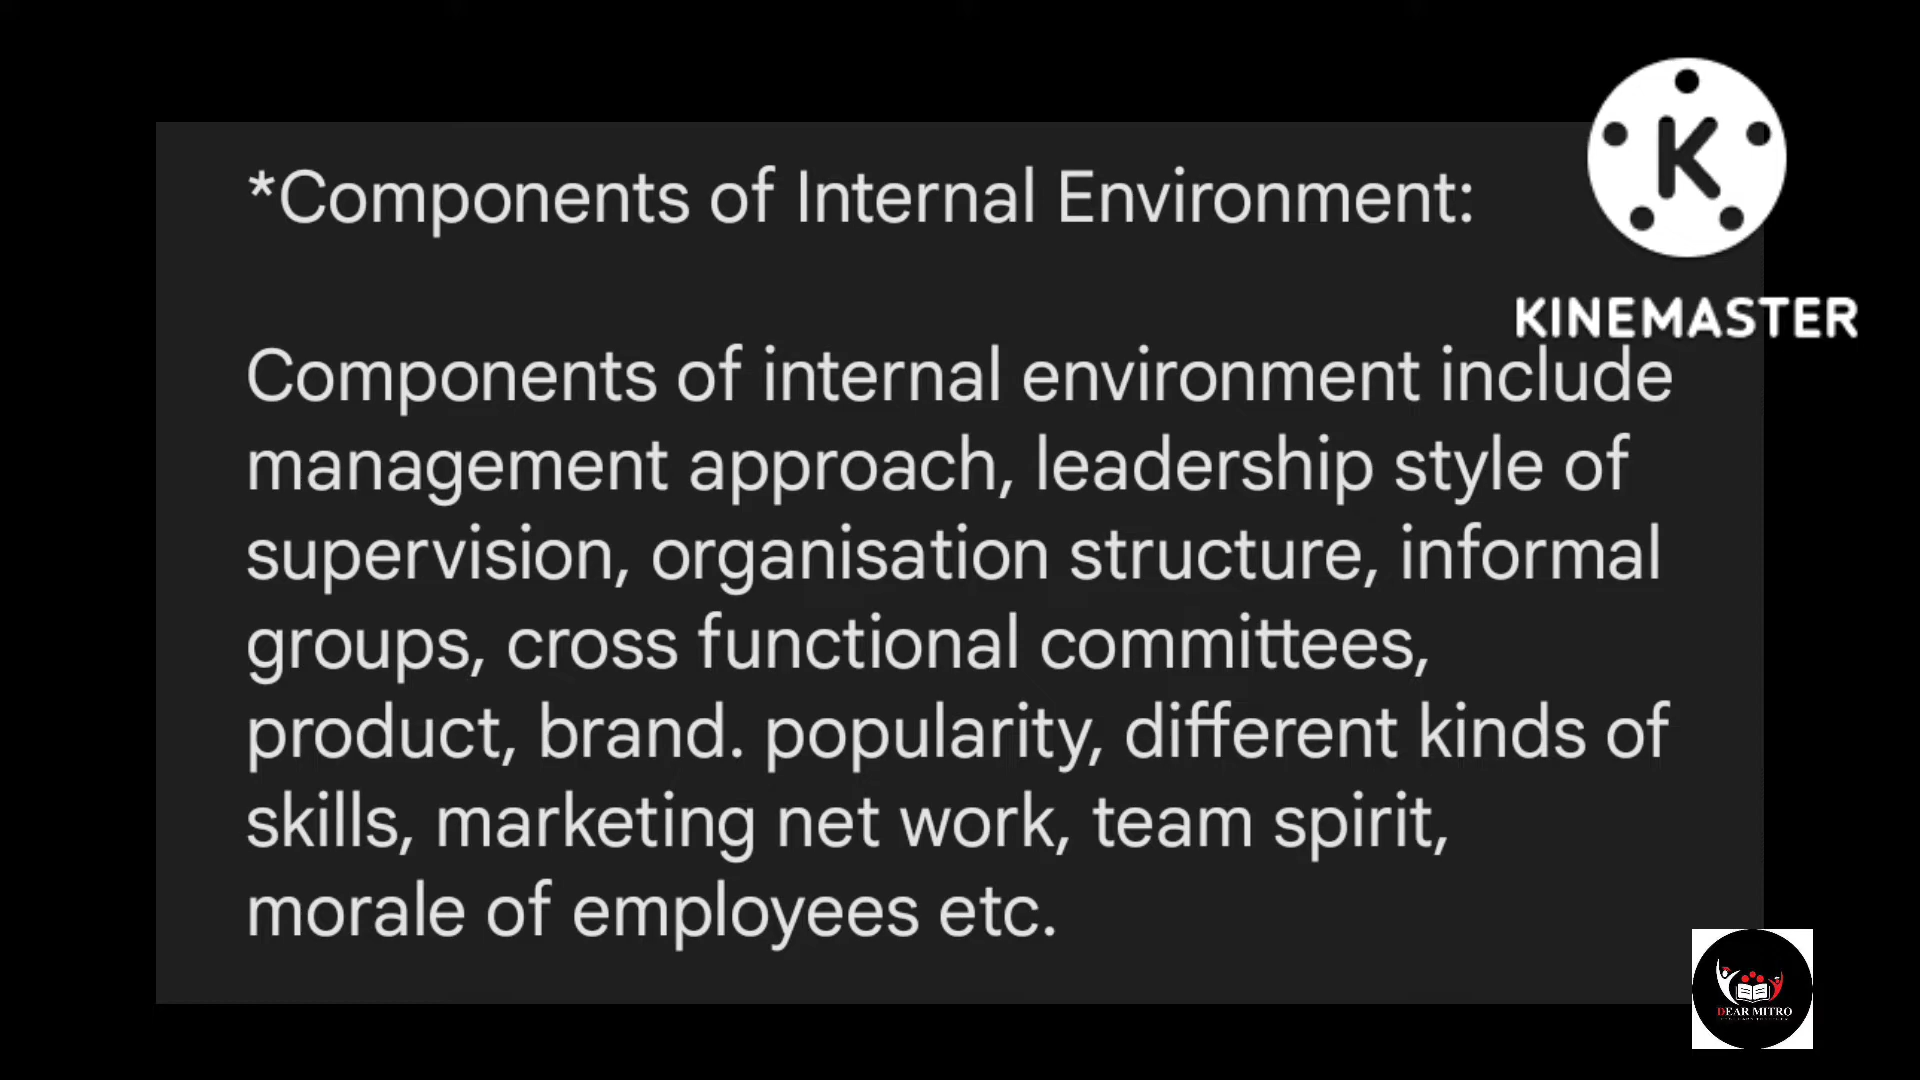 *Components of Internal Environment:
K
KINEMASTER
Components of internal environment include
management approach, leadership style of
supervision, organisation structure, informal
groups, cross functional committees,
product, brand. popularity, different kinds of
skills, marketing net work, team spirit,
morale of employees etc.
DEAR MITRO